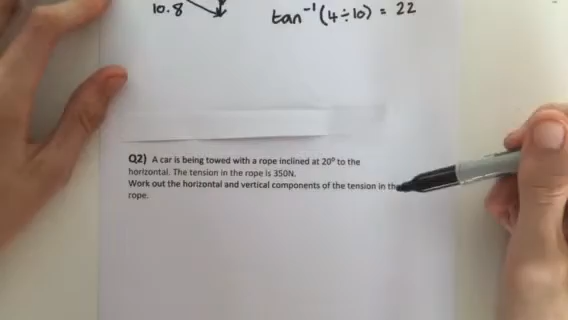 10.8
tan⁻¹(4÷10) = 22
Q2) A car is being towed with a rope inclined at 20⁰ to the
horizontal. The tension in the rope is 350N.
Work out the horizontal and vertical components of the tension in the
rope.